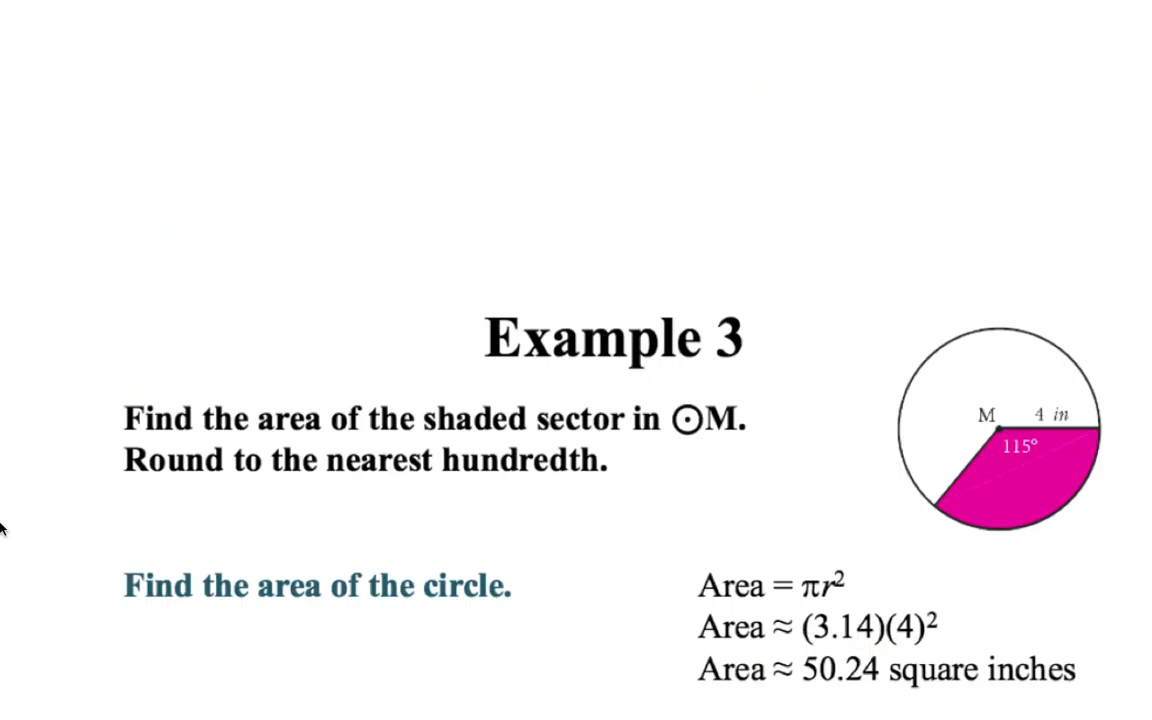 Example 3
Find the area of the shaded sector in ⊙M.
Round to the nearest hundredth.
M 4 in
115°
Find the area of the circle.
Area = πr²
Area ≈ (3.14)(4)²
Area ≈ 50.24 square inches